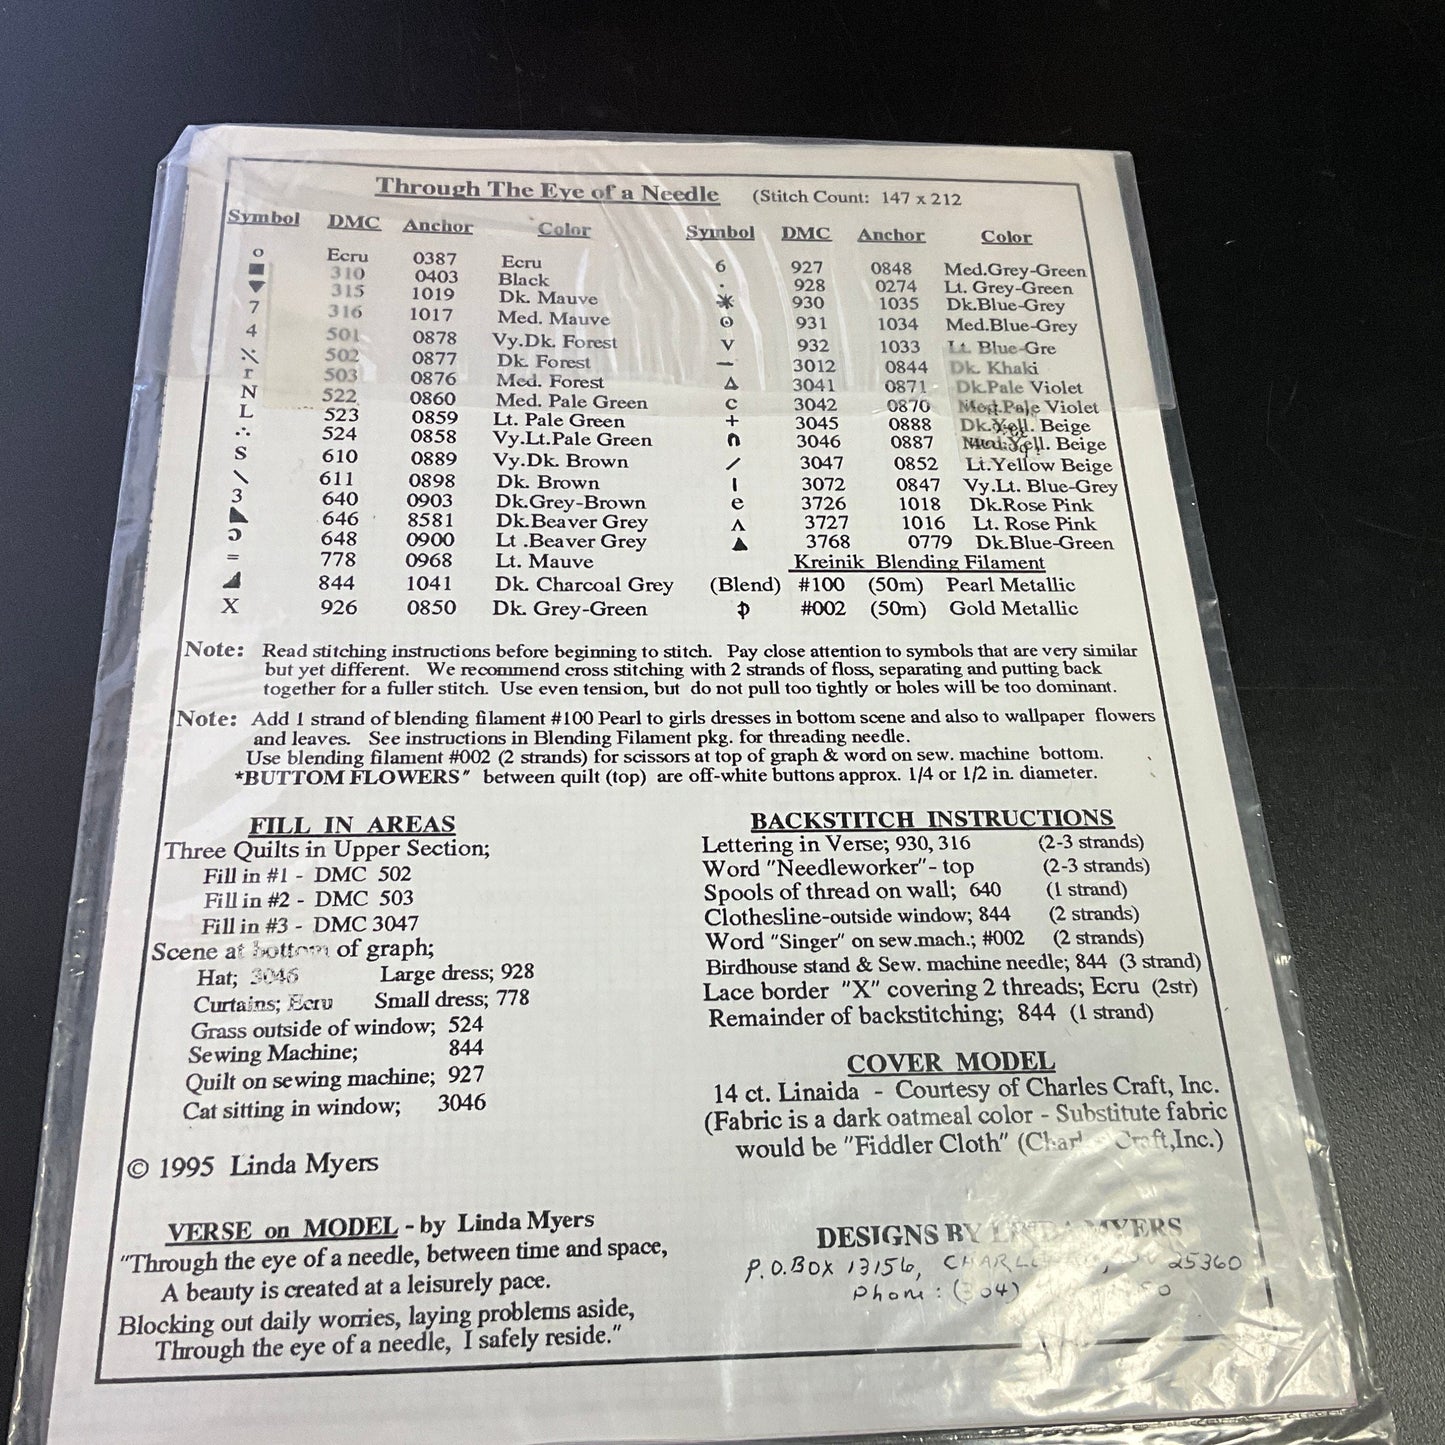 Through The Eye of a Needle (Stitch Count: 147 x 212
Symbol DMC Anchor Color Symbol DMC Anchor Color
o Ecru 0387 Ecru 6 927 0848 Med.Grey-Green
■ 310 0403 Black · 928 0274 Lt. Grey-Green
▼ 315 1019 Dk. Mauve ✳ 930 1035 Dk.Blue-Grey
7 316 1017 Med. Mauve ⊙ 931 1034 Med.Blue-Grey
4 501 0878 Vy.Dk. Forest V 932 1033 Lt. Blue-Gre
⁒ 502 0877 Dk. Forest — 3012 0844 Dk. Khaki
r 503 0876 Med. Forest △ 3041 0871 Dk.Pale Violet
N 522 0860 Med. Pale Green C 3042 0870 Med.Pale Violet
L 523 0859 Lt. Pale Green + 3045 0888 Dk.Yell. Beige
∴ 524 0858 Vy.Lt.Pale Green ∩ 3046 0887 Med.Yell. Beige
S 610 0889 Vy.Dk. Brown / 3047 0852 Lt.Yellow Beige
\ 611 0898 Dk. Brown | 3072 0847 Vy.Lt. Blue-Grey
3 640 0903 Dk.Grey-Brown e 3726 1018 Dk.Rose Pink
◣ 646 8581 Dk.Beaver Grey ʌ 3727 1016 Lt. Rose Pink
ɔ 648 0900 Lt .Beaver Grey ▲ 3768 0779 Dk.Blue-Green
= 778 0968 Lt. Mauve Kreinik Blending Filament
◢ 844 1041 Dk. Charcoal Grey (Blend) #100 (50m) Pearl Metallic
X 926 0850 Dk. Grey-Green #002 (50m) Gold Metallic
Note: Read stitching instructions before beginning to stitch. Pay close attention to symbols that are very similar
but yet different. We recommend cross stitching with 2 strands of floss, separating and putting back
together for a fuller stitch. Use even tension, but do not pull too tightly or holes will be too dominant.
Note: Add 1 strand of blending filament #100 Pearl to girls dresses in bottom scene and also to wallpaper flowers
and leaves. See instructions in Blending Filament pkg. for threading needle.
Use blending filament #002 (2 strands) for scissors at top of graph & word on sew. machine bottom.
*BUTTOM FLOWERS" between quilt (top) are off-white buttons approx. 1/4 or 1/2 in. diameter.
FILL IN AREAS
Three Quilts in Upper Section;
Fill in #1 - DMC 502
Fill in #2 - DMC 503
Fill in #3 - DMC 3047
Scene at bottom of graph;
Hat; 3046 Large dress; 928
Curtains; Ecru Small dress; 778
Grass outside of window; 524
Sewing Machine; 844
Quilt on sewing machine; 927
Cat sitting in window; 3046
© 1995 Linda Myers
VERSE on MODEL - by Linda Myers
"Through the eye of a needle, between time and space,
A beauty is created at a leisurely pace.
Blocking out daily worries, laying problems aside,
Through the eye of a needle, I safely reside."
BACKSTITCH INSTRUCTIONS
Lettering in Verse; 930, 316 (2-3 strands)
Word "Needleworker"- top (2-3 strands)
Spools of thread on wall; 640 (1 strand)
Clothesline-outside window; 844 (2 strands)
Word "Singer" on sew.mach.; #002 (2 strands)
Birdhouse stand & Sew. machine needle; 844 (3 strand)
Lace border "X" covering 2 threads; Ecru (2str)
Remainder of backstitching; 844 (1 strand)
COVER MODEL
14 ct. Linaida - Courtesy of Charles Craft, Inc.
(Fabric is a dark oatmeal color - Substitute fabric
would be "Fiddler Cloth" (Charles Craft,Inc.)
DESIGNS BY LINDA MYERS
P.O.BOX 13156, 25360
Phone: (304)